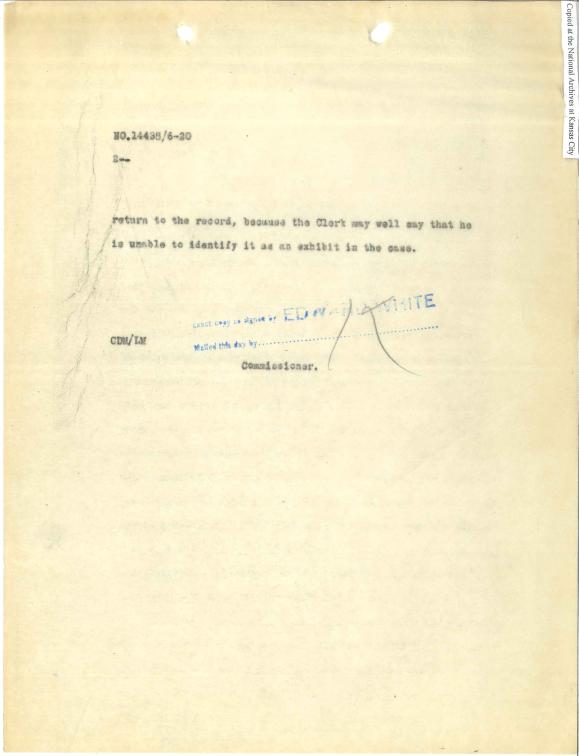 Copied at the National Archives at Kansas City
NO.14435/6-20
2--
return to the record, because the Clerk may well say that he
is unable to identify it as an exhibit in the case.
exact copy as signed by EDWARD WHITE
Mailed this day by
CDM/LM
Commissioner.